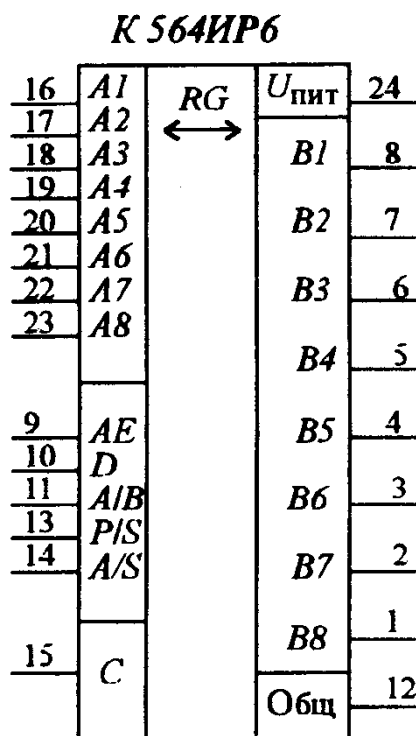 К 564ИР6
16 A1 RG Uпит 24
17 A2
18 A3 B1 8
19 A4
20 A5 B2 7
21 A6
22 A7 B3 6
23 A8
B4 5
9 AE B5 4
10 D
11 A/B B6 3
13 P/S
14 A/S B7 2
B8 1
15 C
Общ 12